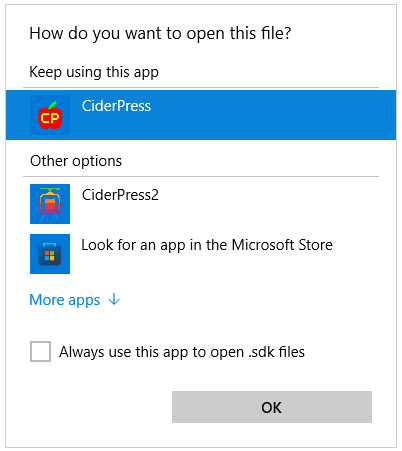 How do you want to open this file?
Keep using this app
CP
CiderPress
Other options
CiderPress2
Look for an app in the Microsoft Store
More apps ↓
Always use this app to open .sdk files
OK